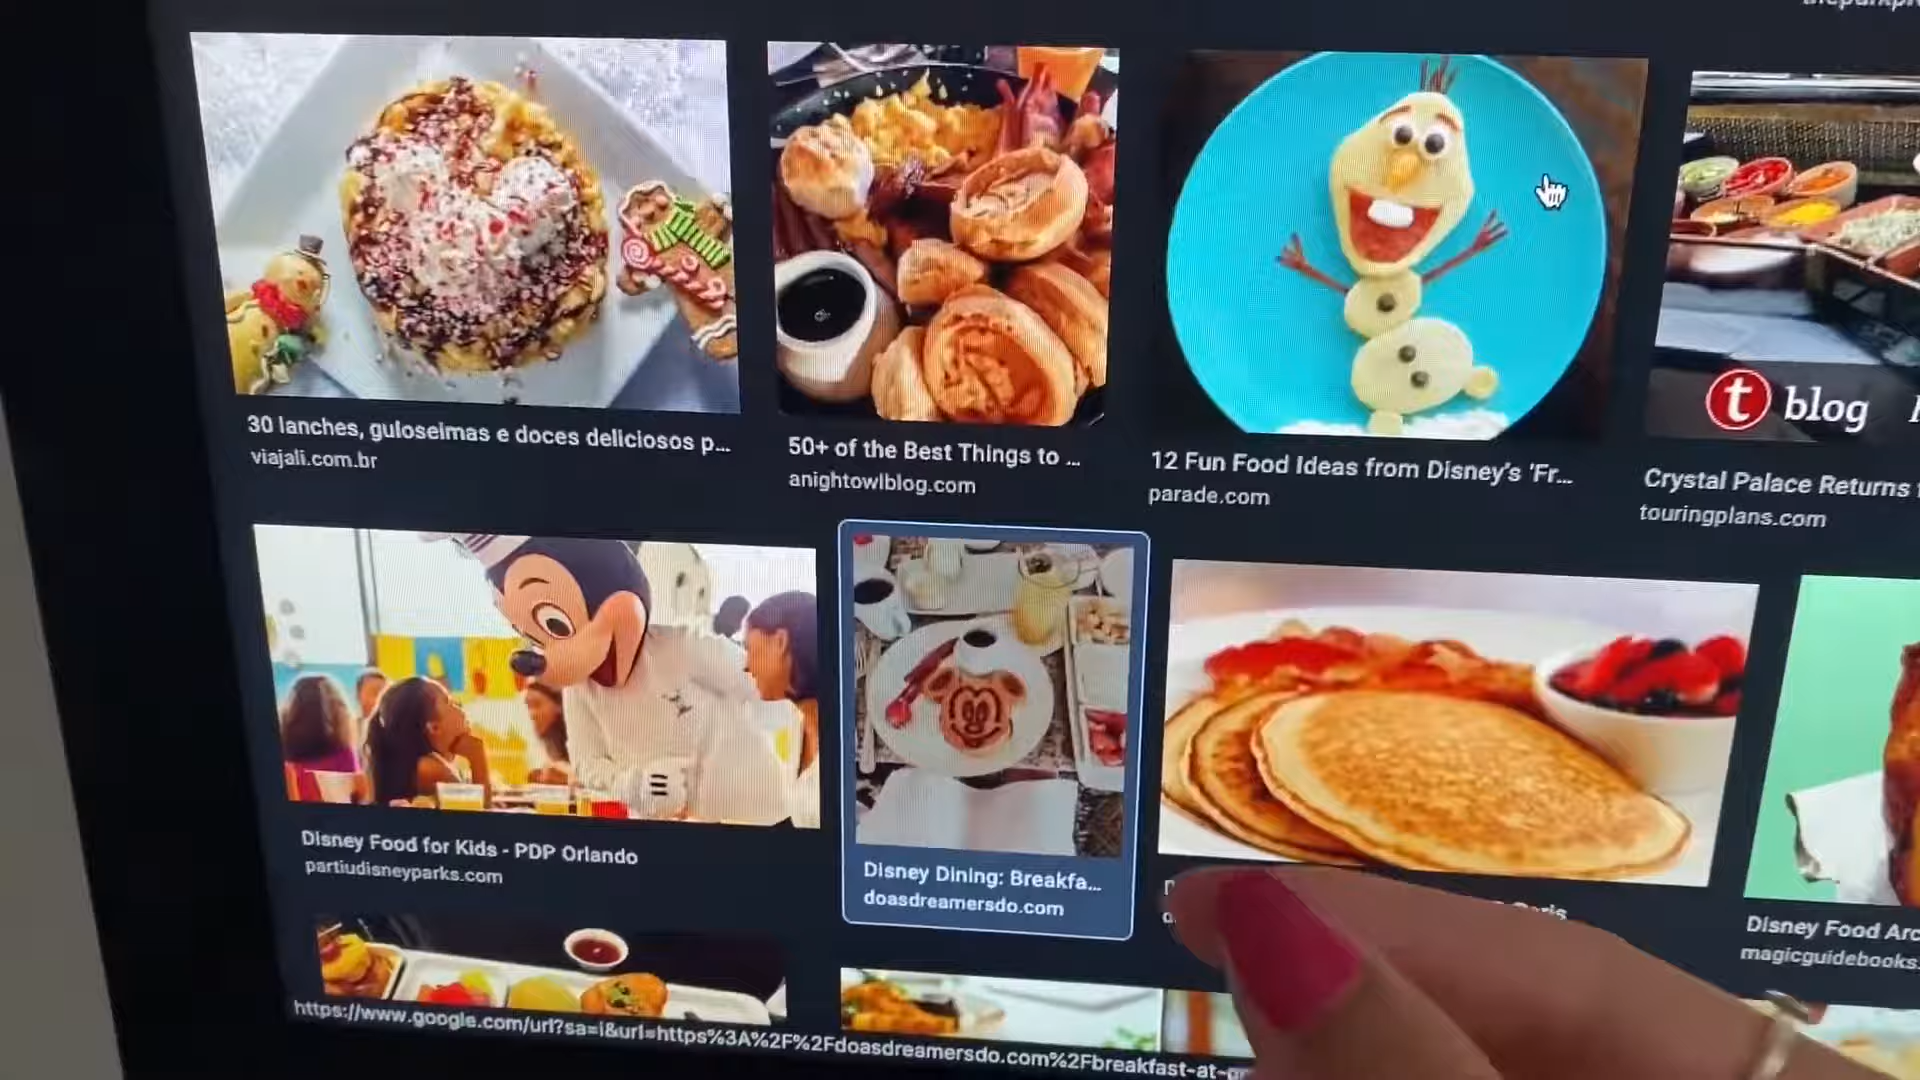 30 lanches, guloseimas e doces deliciosos p...
viajali.com.br
50+ of the Best Things to ...
anightowlblog.com
12 Fun Food Ideas from Disney's 'Fr...
parade.com
t blog
Crystal Palace Returns
touringplans.com
Disney Food for Kids - PDP Orlando
partiudisneyparks.com
Disney Dining: Breakfa...
doasdreamersdo.com
Paris
Disney Food Arc
magicguidebooks.
https://www.google.com/url?sa=i&url=https%3A%2F%2Fdoasdreamersdo.com%2Fbreakfast-at-